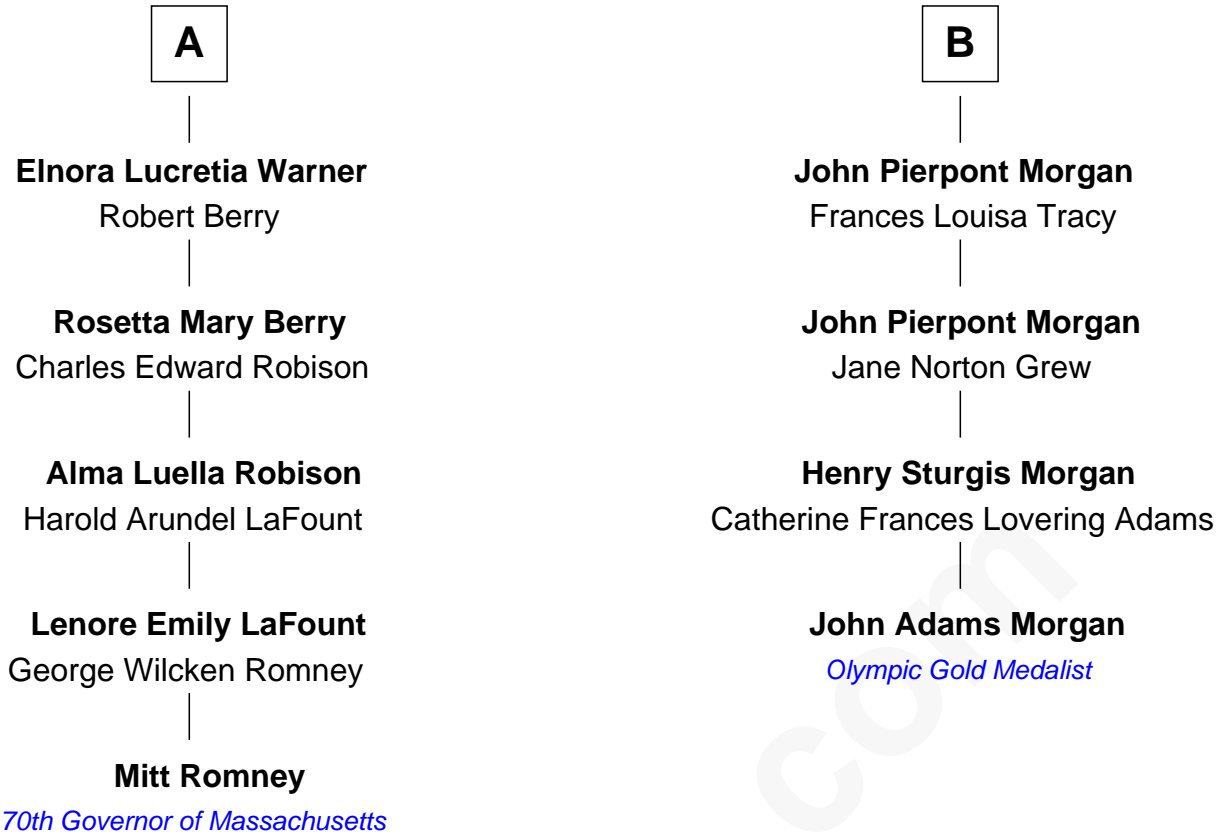 A
Elnora Lucretia Warner
Robert Berry
Rosetta Mary Berry
Charles Edward Robison
Alma Luella Robison
Harold Arundel LaFount
Lenore Emily LaFount
George Wilcken Romney
Mitt Romney
70th Governor of Massachusetts
B
John Pierpont Morgan
Frances Louisa Tracy
John Pierpont Morgan
Jane Norton Grew
Henry Sturgis Morgan
Catherine Frances Lovering Adams
John Adams Morgan
Olympic Gold Medalist
com